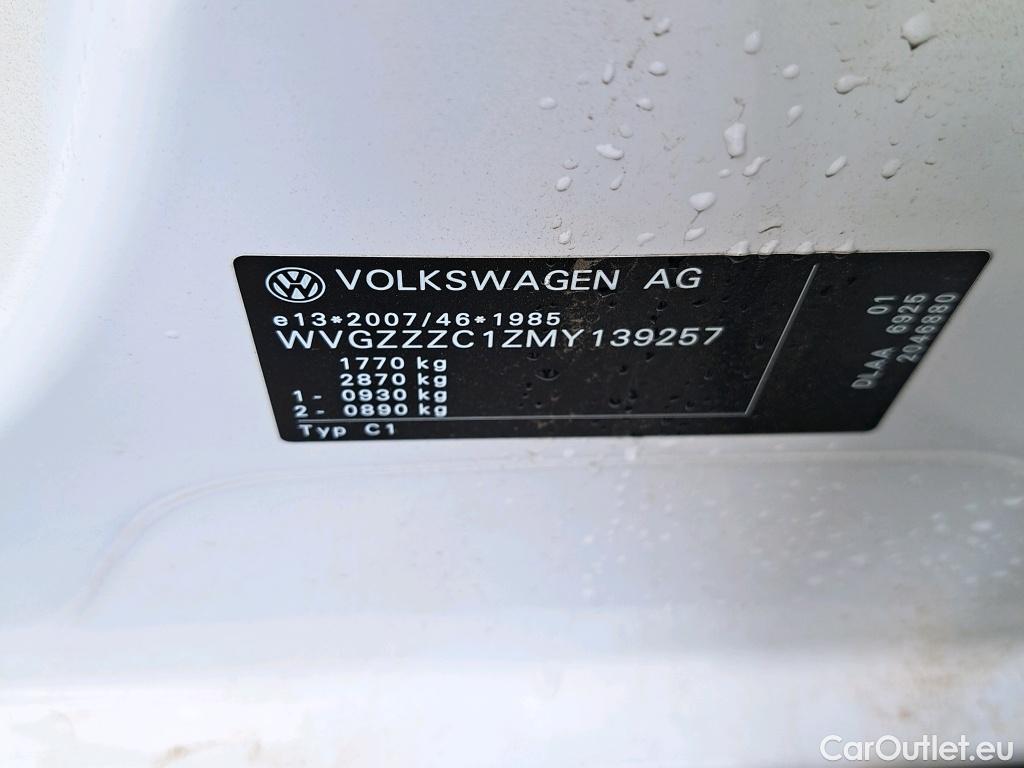 VOLKSWAGEN AG
e13*2007/46*1985
WVGZZZC1ZMY139257
1770 kg
2870 kg
1 - 0930 kg
2 - 0890 kg
Typ C1
01
DLAA 6925
2046880
CarOutlet.eu